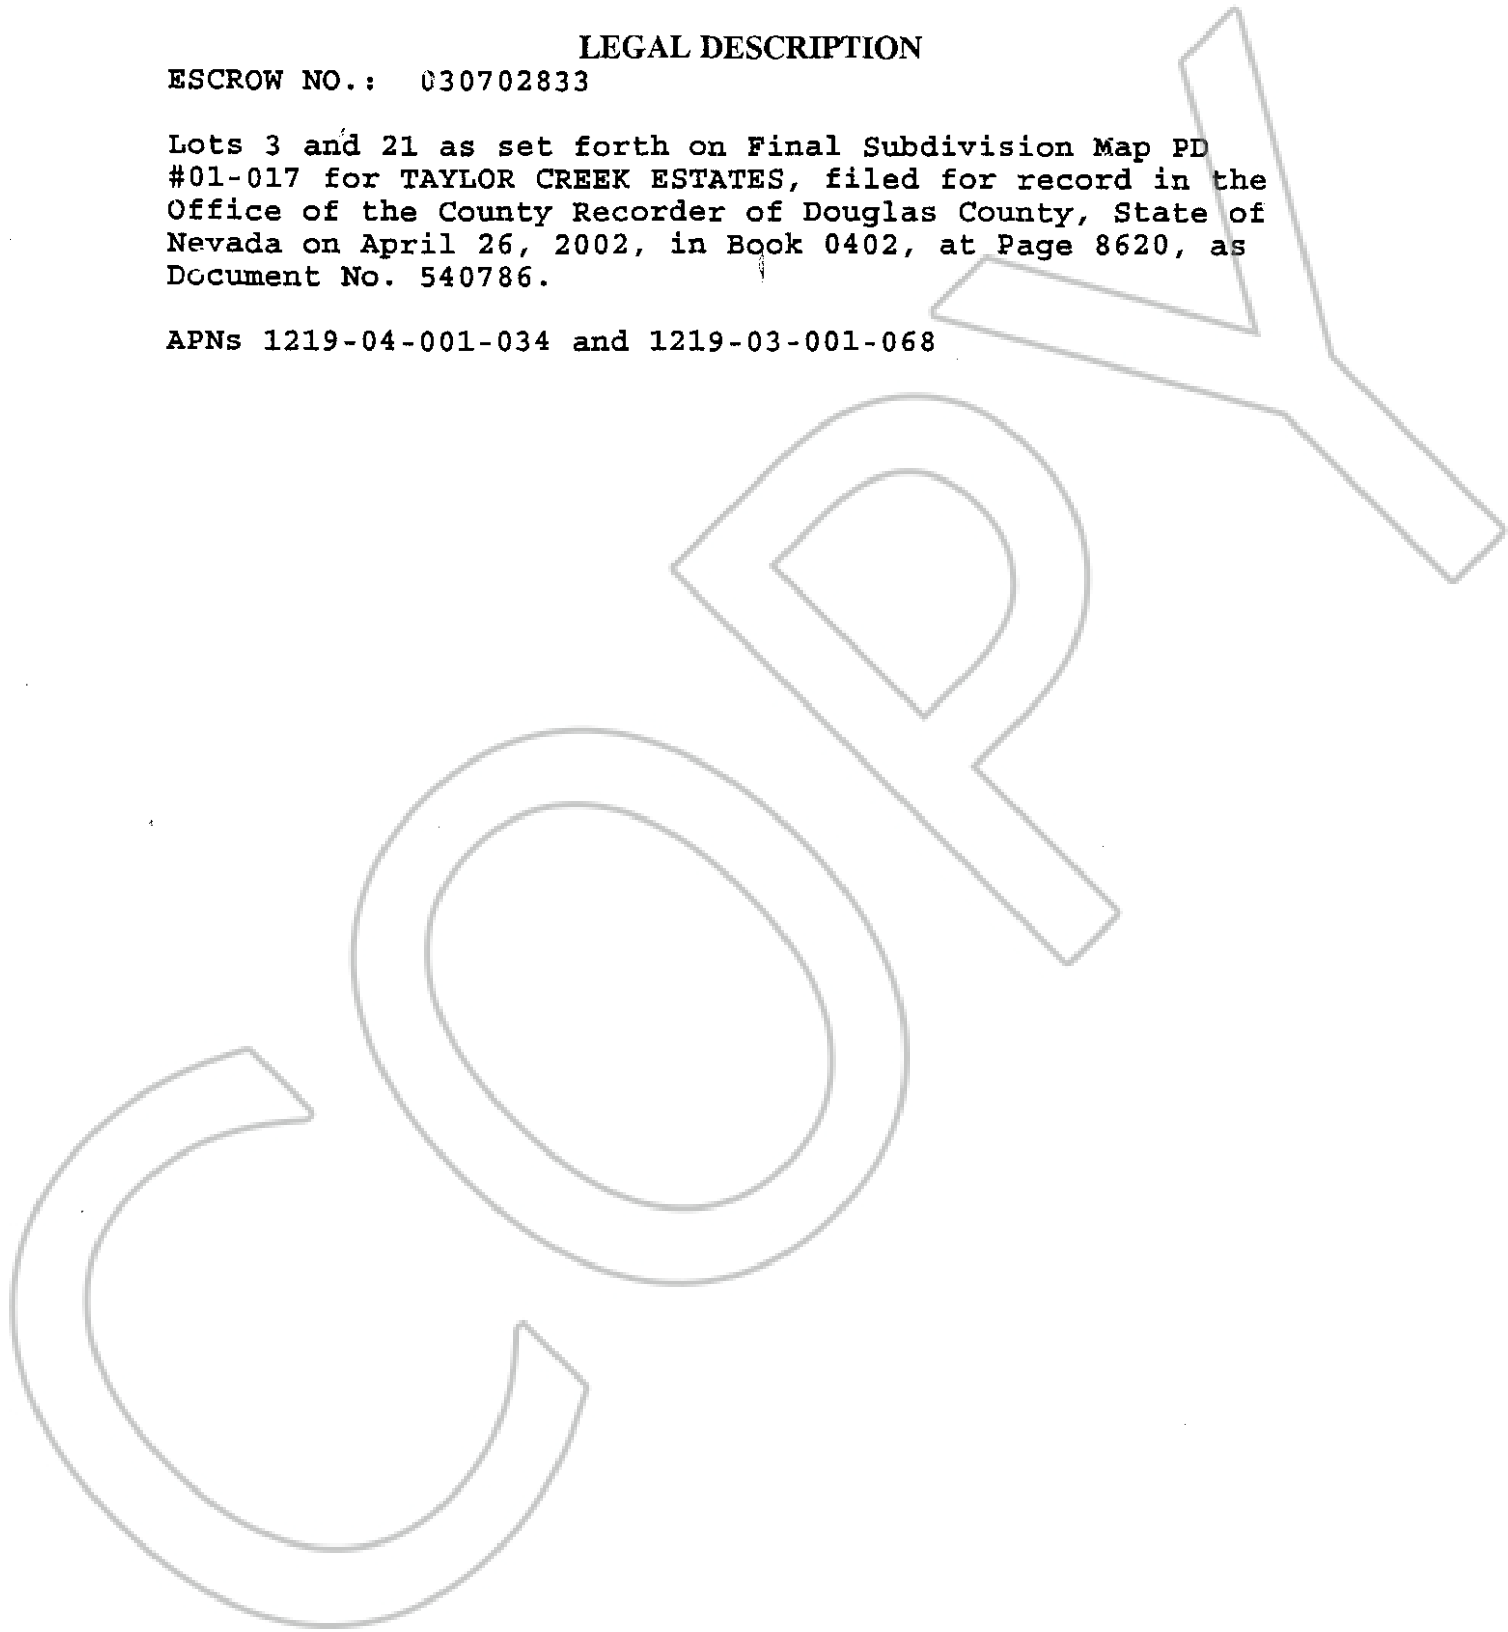 LEGAL DESCRIPTION
ESCROW NO.: 030702833
Lots 3 and 21 as set forth on Final Subdivision Map PD
#01-017 for TAYLOR CREEK ESTATES, filed for record in the
Office of the County Recorder of Douglas County, State of
Nevada on April 26, 2002, in Book 0402, at Page 8620, as
Document No. 540786.
APNs 1219-04-001-034 and 1219-03-001-068
COPY